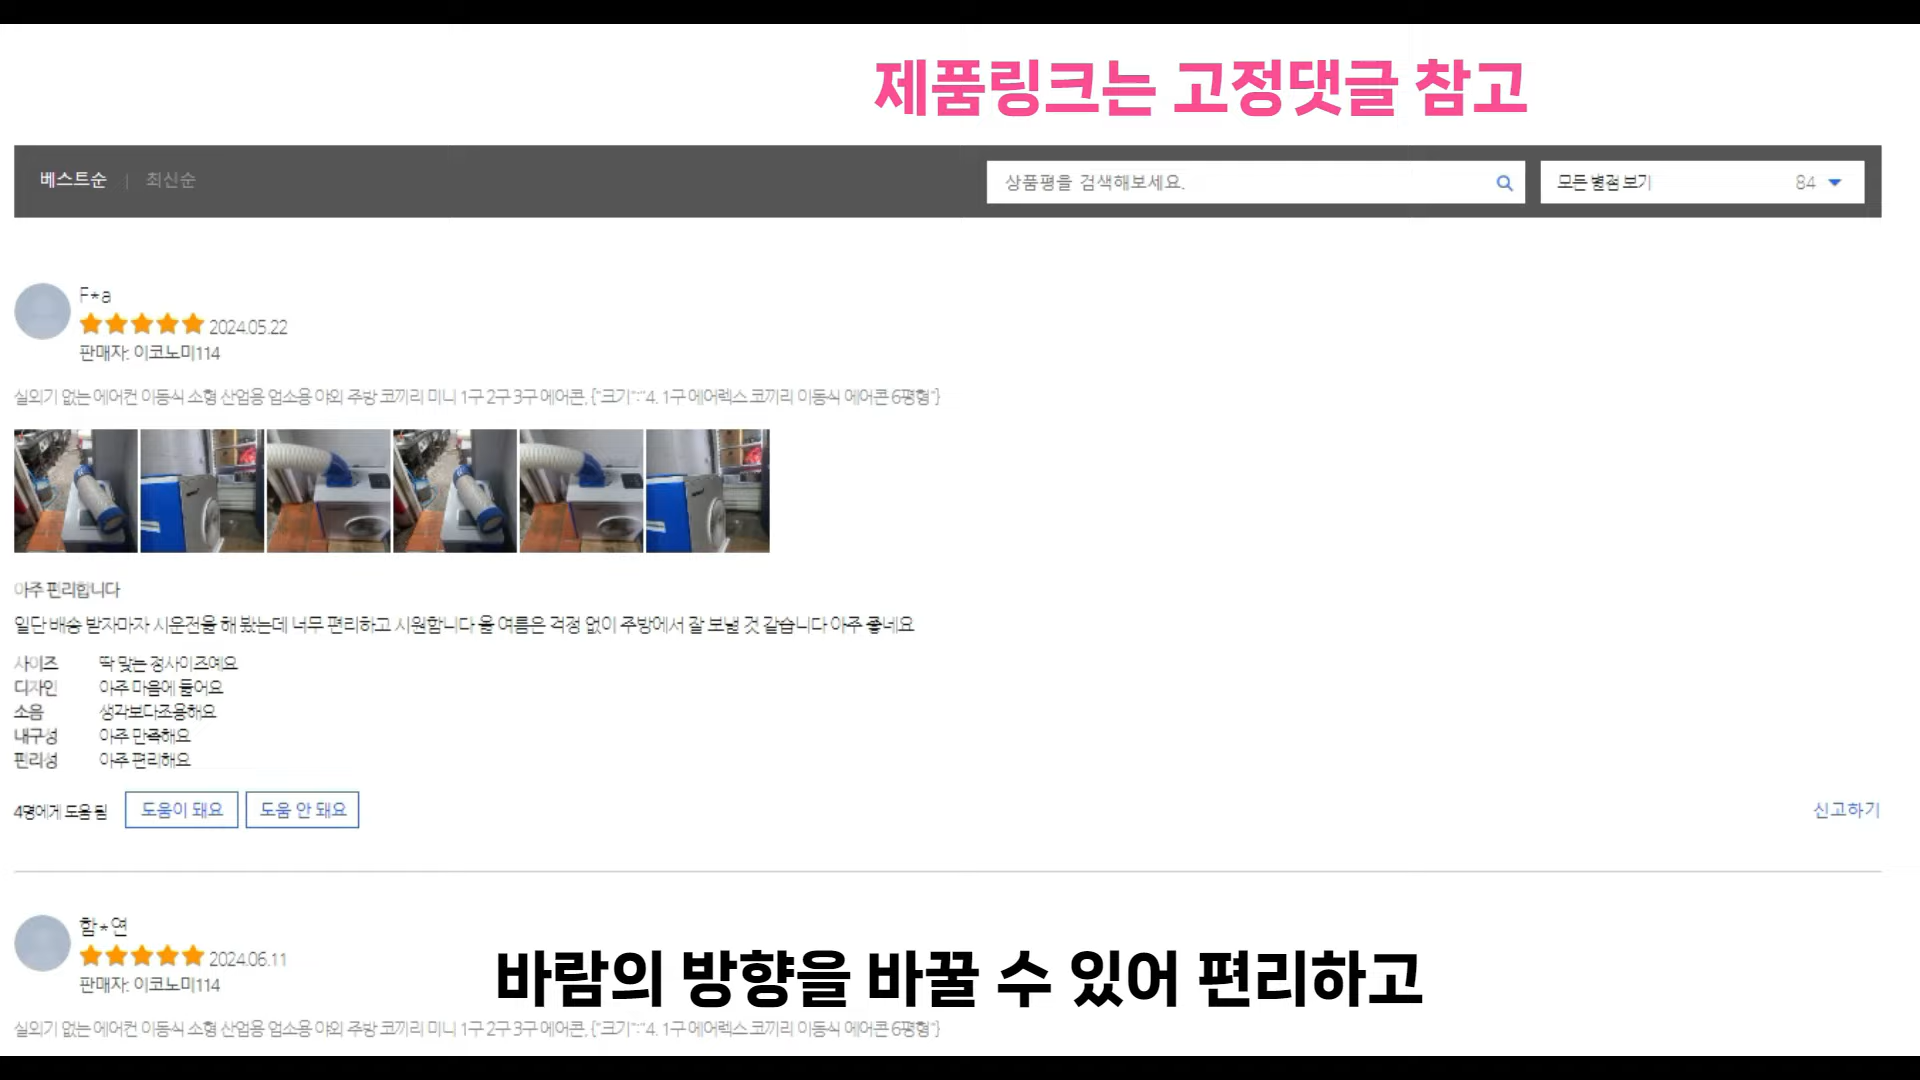 제품링크는 고정댓글 참고
베스트순 | 최신순
상품평을 검색해보세요.
모든 별점 보기 84
F*a
2024.05.22
판매자: 이코노미114
실외기 없는 에어컨 이동식 소형 산업용 업소용 야외 주방 코끼리 미니 1구 2구 3구 에어콘, {"크기":"4. 1구 에어렉스 코끼리 이동식 에어콘 6평형"}
아주 편리합니다
일단 배송 받자마자 시운전을 해 봤는데 너무 편리하고 시원합니다 올 여름은 걱정 없이 주방에서 잘 보낼 것 같습니다 아주 좋네요
사이즈 딱 맞는 정사이즈예요
디자인 아주 마음에 들어요
소음 생각보다조용해요
내구성 아주 만족해요
편리성 아주 편리해요
4명에게 도움 됨 도움이 돼요 도움 안 돼요 신고하기
함*연
2024.06.11
판매자: 이코노미114
바람의 방향을 바꿀 수 있어 편리하고
실외기 없는 에어컨 이동식 소형 산업용 업소용 야외 주방 코끼리 미니 1구 2구 3구 에어콘, {"크기":"4. 1구 에어렉스 코끼리 이동식 에어콘 6평형"}